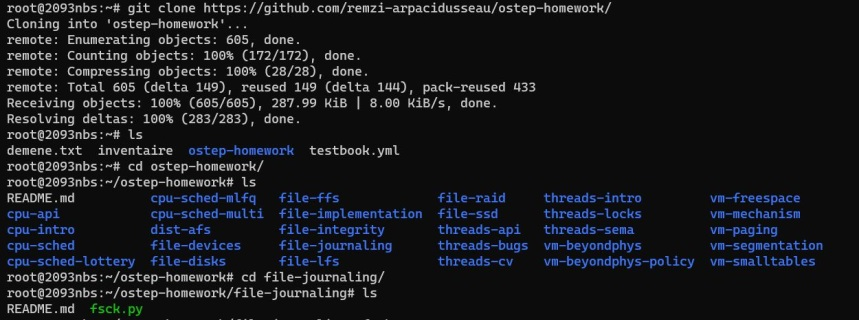 root@2093nbs:~# git clone https://github.com/remzi-arpacidusseau/ostep-homework/
Cloning into 'ostep-homework'...
remote: Enumerating objects: 605, done.
remote: Counting objects: 100% (172/172), done.
remote: Compressing objects: 100% (28/28), done.
remote: Total 605 (delta 149), reused 149 (delta 144), pack-reused 433
Receiving objects: 100% (605/605), 287.99 KiB | 8.00 KiB/s, done.
Resolving deltas: 100% (283/283), done.
root@2093nbs:~# ls
demene.txt inventaire ostep-homework testbook.yml
root@2093nbs:~# cd ostep-homework/
root@2093nbs:~/ostep-homework# ls
README.md cpu-sched-mlfq file-ffs file-raid threads-intro vm-freespace
cpu-api cpu-sched-multi file-implementation file-ssd threads-locks vm-mechanism
cpu-intro dist-afs file-integrity threads-api threads-sema vm-paging
cpu-sched file-devices file-journaling threads-bugs vm-beyondphys vm-segmentation
cpu-sched-lottery file-disks file-lfs threads-cv vm-beyondphys-policy vm-smalltables
root@2093nbs:~/ostep-homework# cd file-journaling/
root@2093nbs:~/ostep-homework/file-journaling# ls
README.md fsck.py